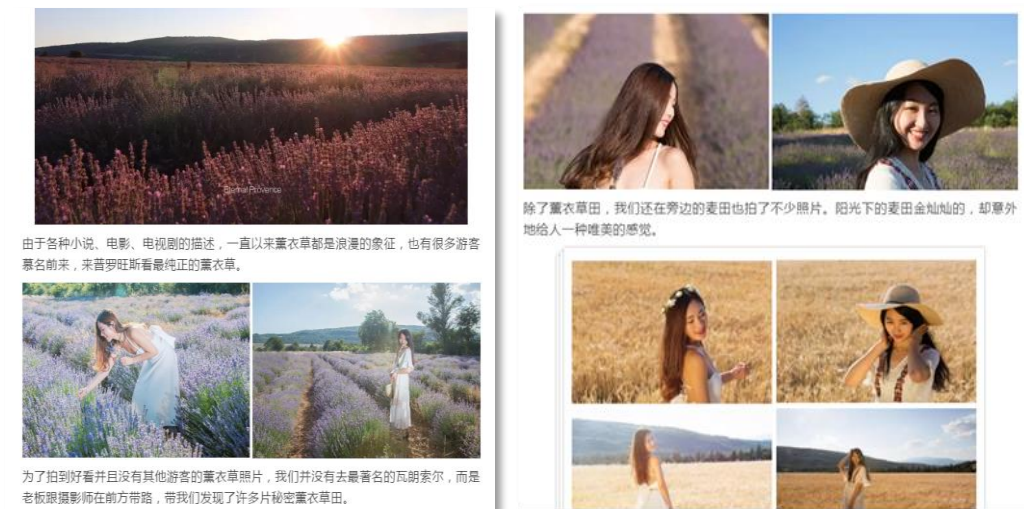 Eternal Provence
由于各种小说、电影、电视剧的描述，一直以来薰衣草都是浪漫的象征，也有很多游客
慕名前来，来普罗旺斯看最纯正的薰衣草。
为了拍到好看并且没有其他游客的薰衣草照片，我们并没有去最著名的瓦朗索尔，而是
老板跟摄影师在前方带路，带我们发现了许多片秘密薰衣草田。
除了薰衣草田，我们还在旁边的麦田也拍了不少照片。阳光下的麦田金灿灿的，却意外
地给人一种唯美的感觉。